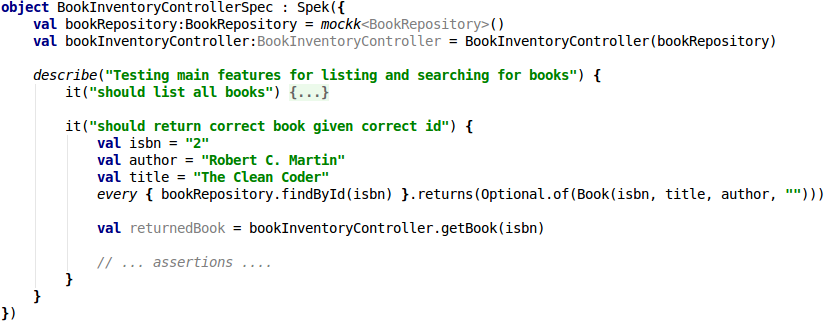 object BookInventoryControllerSpec : Spek({
    val bookRepository:BookRepository = mockk<BookRepository>()
    val bookInventoryController:BookInventoryController = BookInventoryController(bookRepository)
    describe("Testing main features for listing and searching for books") {
        it("should list all books") {...}
        it("should return correct book given correct id") {
            val isbn = "2"
            val author = "Robert C. Martin"
            val title = "The Clean Coder"
            every { bookRepository.findById(isbn) }.returns(Optional.of(Book(isbn, title, author, "")))
            val returnedBook = bookInventoryController.getBook(isbn)
            // ... assertions ....
        }
    }
})